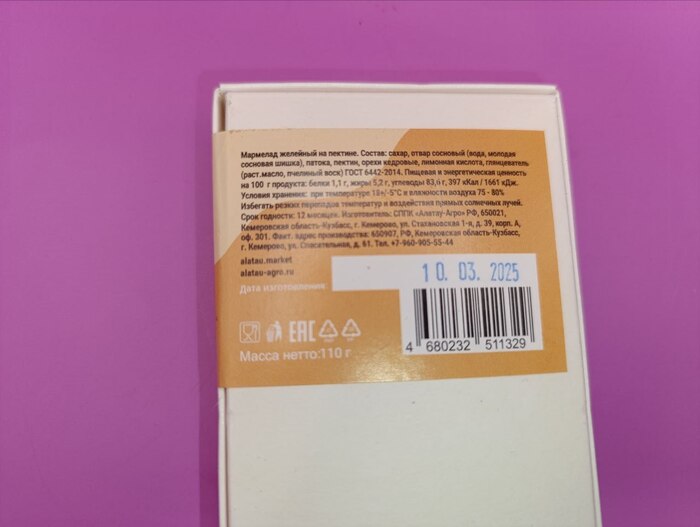 Мармелад желейный на пектине. Состав: сахар, отвар сосновый (вода, молодая
сосновая шишка), патока, пектин, орехи кедровые, лимонная кислота, глянцеватель
(раст.масло, пчелиный воск) ГОСТ 6442-2014. Пищевая и энергетическая ценность
на 100 г продукта: белки 1,1 г, жиры 5,2 г, углеводы 83,6 г, 397 кКал / 1661 кДж.
Условия хранения: при температуре 18+/-5°С и влажности воздуха 75 - 80%
Избегать резких перепадов температур и воздействия прямых солнечных лучей.
Срок годности: 12 месяцев. Изготовитель: СППК «Алатау-Агро» РФ, 650021,
Кемеровская область-Кузбасс, г. Кемерово, ул. Стахановская 1-я, д. 39, корп. А,
оф. 301. Факт. адрес производства: 650907, РФ, Кемеровская область-Кузбасс,
г. Кемерово, ул. Спасательная, д. 61. Тел. +7-960-905-55-44
alatau.market
alatau-agro.ru
Дата изготовления:
10. 03. 2025
EAC
Масса нетто:110 г
4 680232 511329